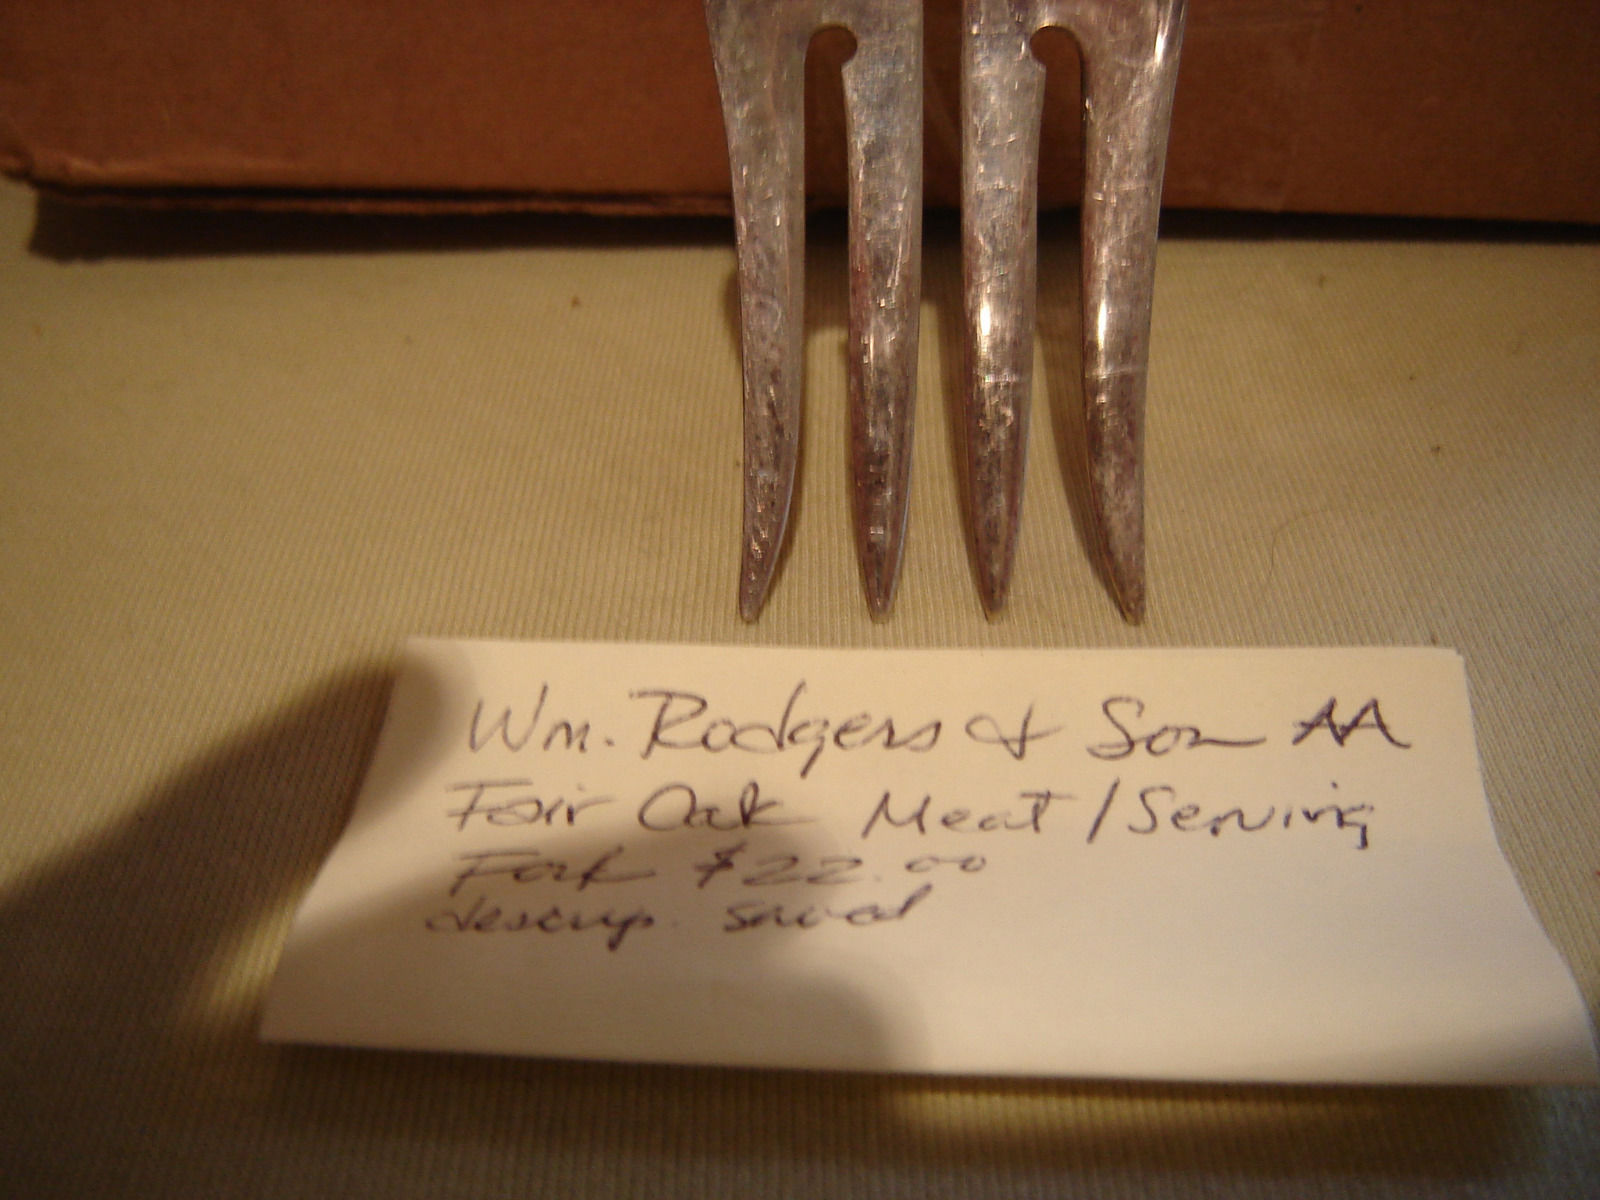 Wm. Rodgers & Son AA
Fair Oak Meat / Serving
Fork $22.00
descrip. saved